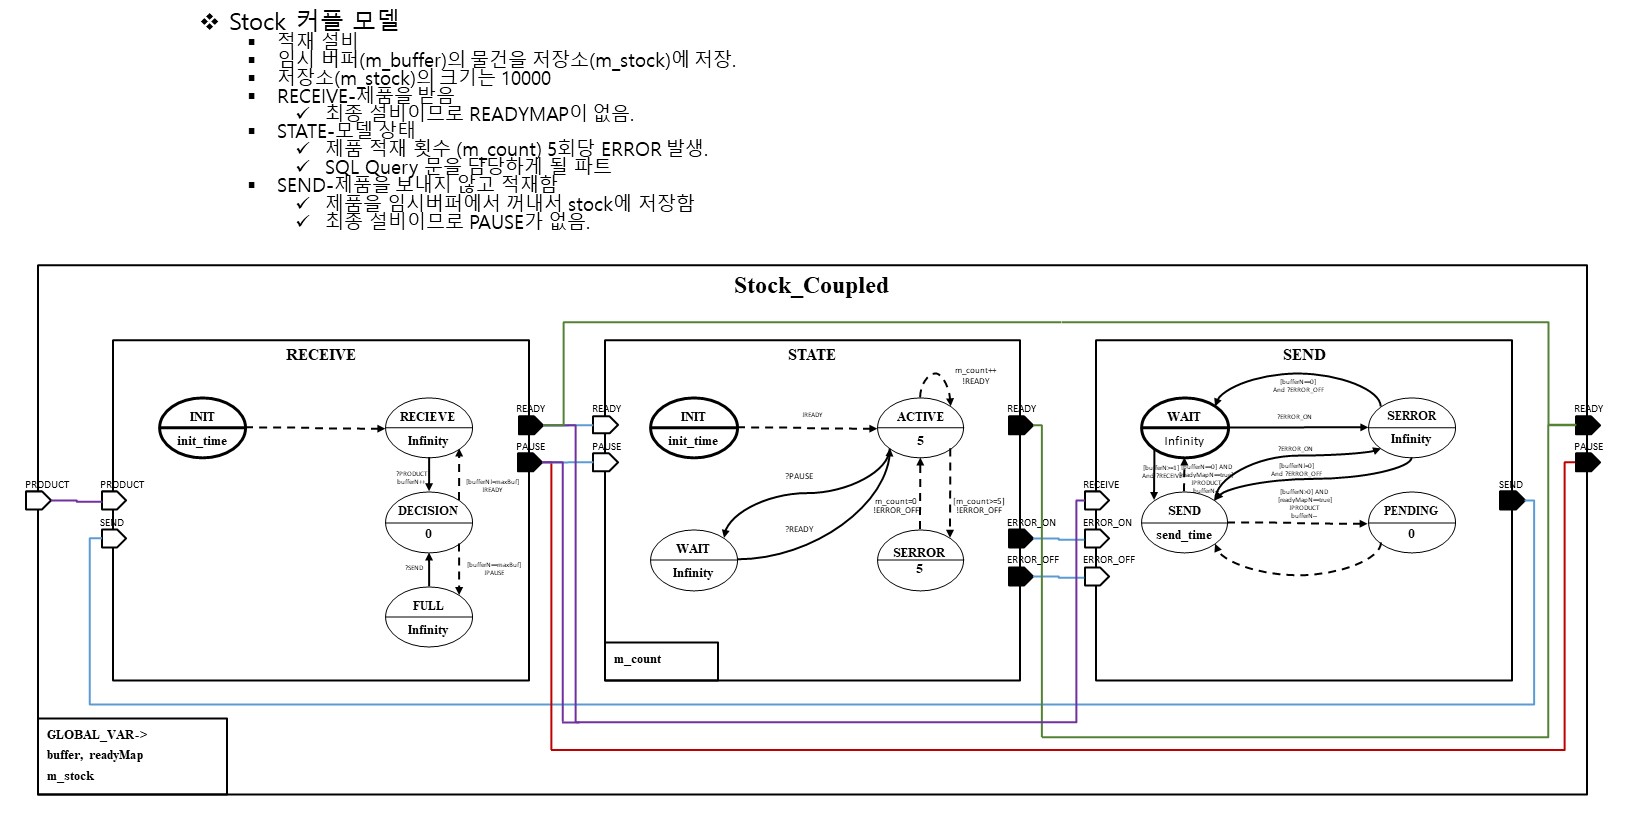 ❖ Stock 커플 모델
▪ 적재 설비
▪ 임시 버퍼(m_buffer)의 물건을 저장소(m_stock)에 저장.
▪ 저장소(m_stock)의 크기는 10000
▪ RECEIVE-제품을 받음
✓ 최종 설비이므로 READYMAP이 없음.
▪ STATE-모델 상태
✓ 제품 적재 횟수 (m_count) 5회당 ERROR 발생.
✓ SQL Query 문을 담당하게 될 파트
▪ SEND-제품을 보내지 않고 적재함
✓ 제품을 임시버퍼에서 꺼내서 stock에 저장함
✓ 최종 설비이므로 PAUSE가 없음.
Stock_Coupled
PRODUCT
RECEIVE
INIT
init_time
RECIEVE
Infinity
?PRODUCT
bufferN++
[bufferN!=maxBuf]
!READY
DECISION
0
?SEND
[bufferN==maxBuf]
!PAUSE
FULL
Infinity
PRODUCT
SEND
READY
PAUSE
STATE
READY
PAUSE
INIT
init_time
!READY
m_count++
!READY
ACTIVE
5
?PAUSE
?READY
m_count=0
!ERROR_OFF
[m_count>=5]
!ERROR_OFF
WAIT
Infinity
SERROR
5
m_count
READY
ERROR_ON
ERROR_OFF
SEND
RECEIVE
ERROR_ON
ERROR_OFF
[bufferN==0]
And ?ERROR_OFF
WAIT
Infinity
?ERROR_ON
SERROR
Infinity
?ERROR_ON
[bufferN!=0]
And ?ERROR_OFF
[bufferN>=1]
And ?RECEIVE
[bufferN==0] AND
[readyMapN==true]
!PRODUCT
bufferN--
[bufferN>0] AND
[readyMapN==true]
!PRODUCT
bufferN--
SEND
send_time
PENDING
0
SEND
READY
PAUSE
GLOBAL_VAR->
buffer, readyMap
m_stock